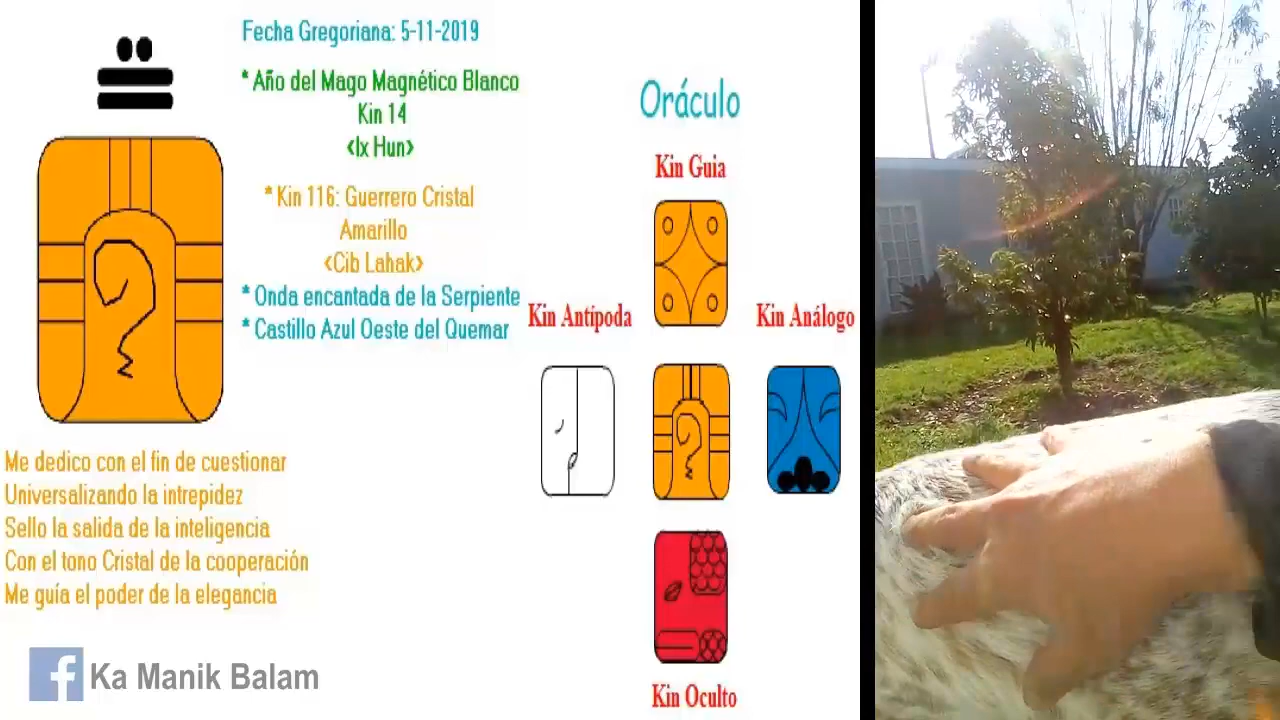 Fecha Gregoriana: 5-11-2019
* Año del Mago Magnético Blanco
Kin 14
<Ix Hun>
* Kin 116: Guerrero Cristal
Amarillo
<Cib Lahak>
* Onda encantada de la Serpiente
* Castillo Azul Oeste del Quemar
Me dedico con el fin de cuestionar
Universalizando la intrepidez
Sello la salida de la inteligencia
Con el tono Cristal de la cooperación
Me guía el poder de la elegancia
f Ka Manik Balam
Oráculo
Kin Guia
Kin Antípoda
Kin Análogo
Kin Oculto